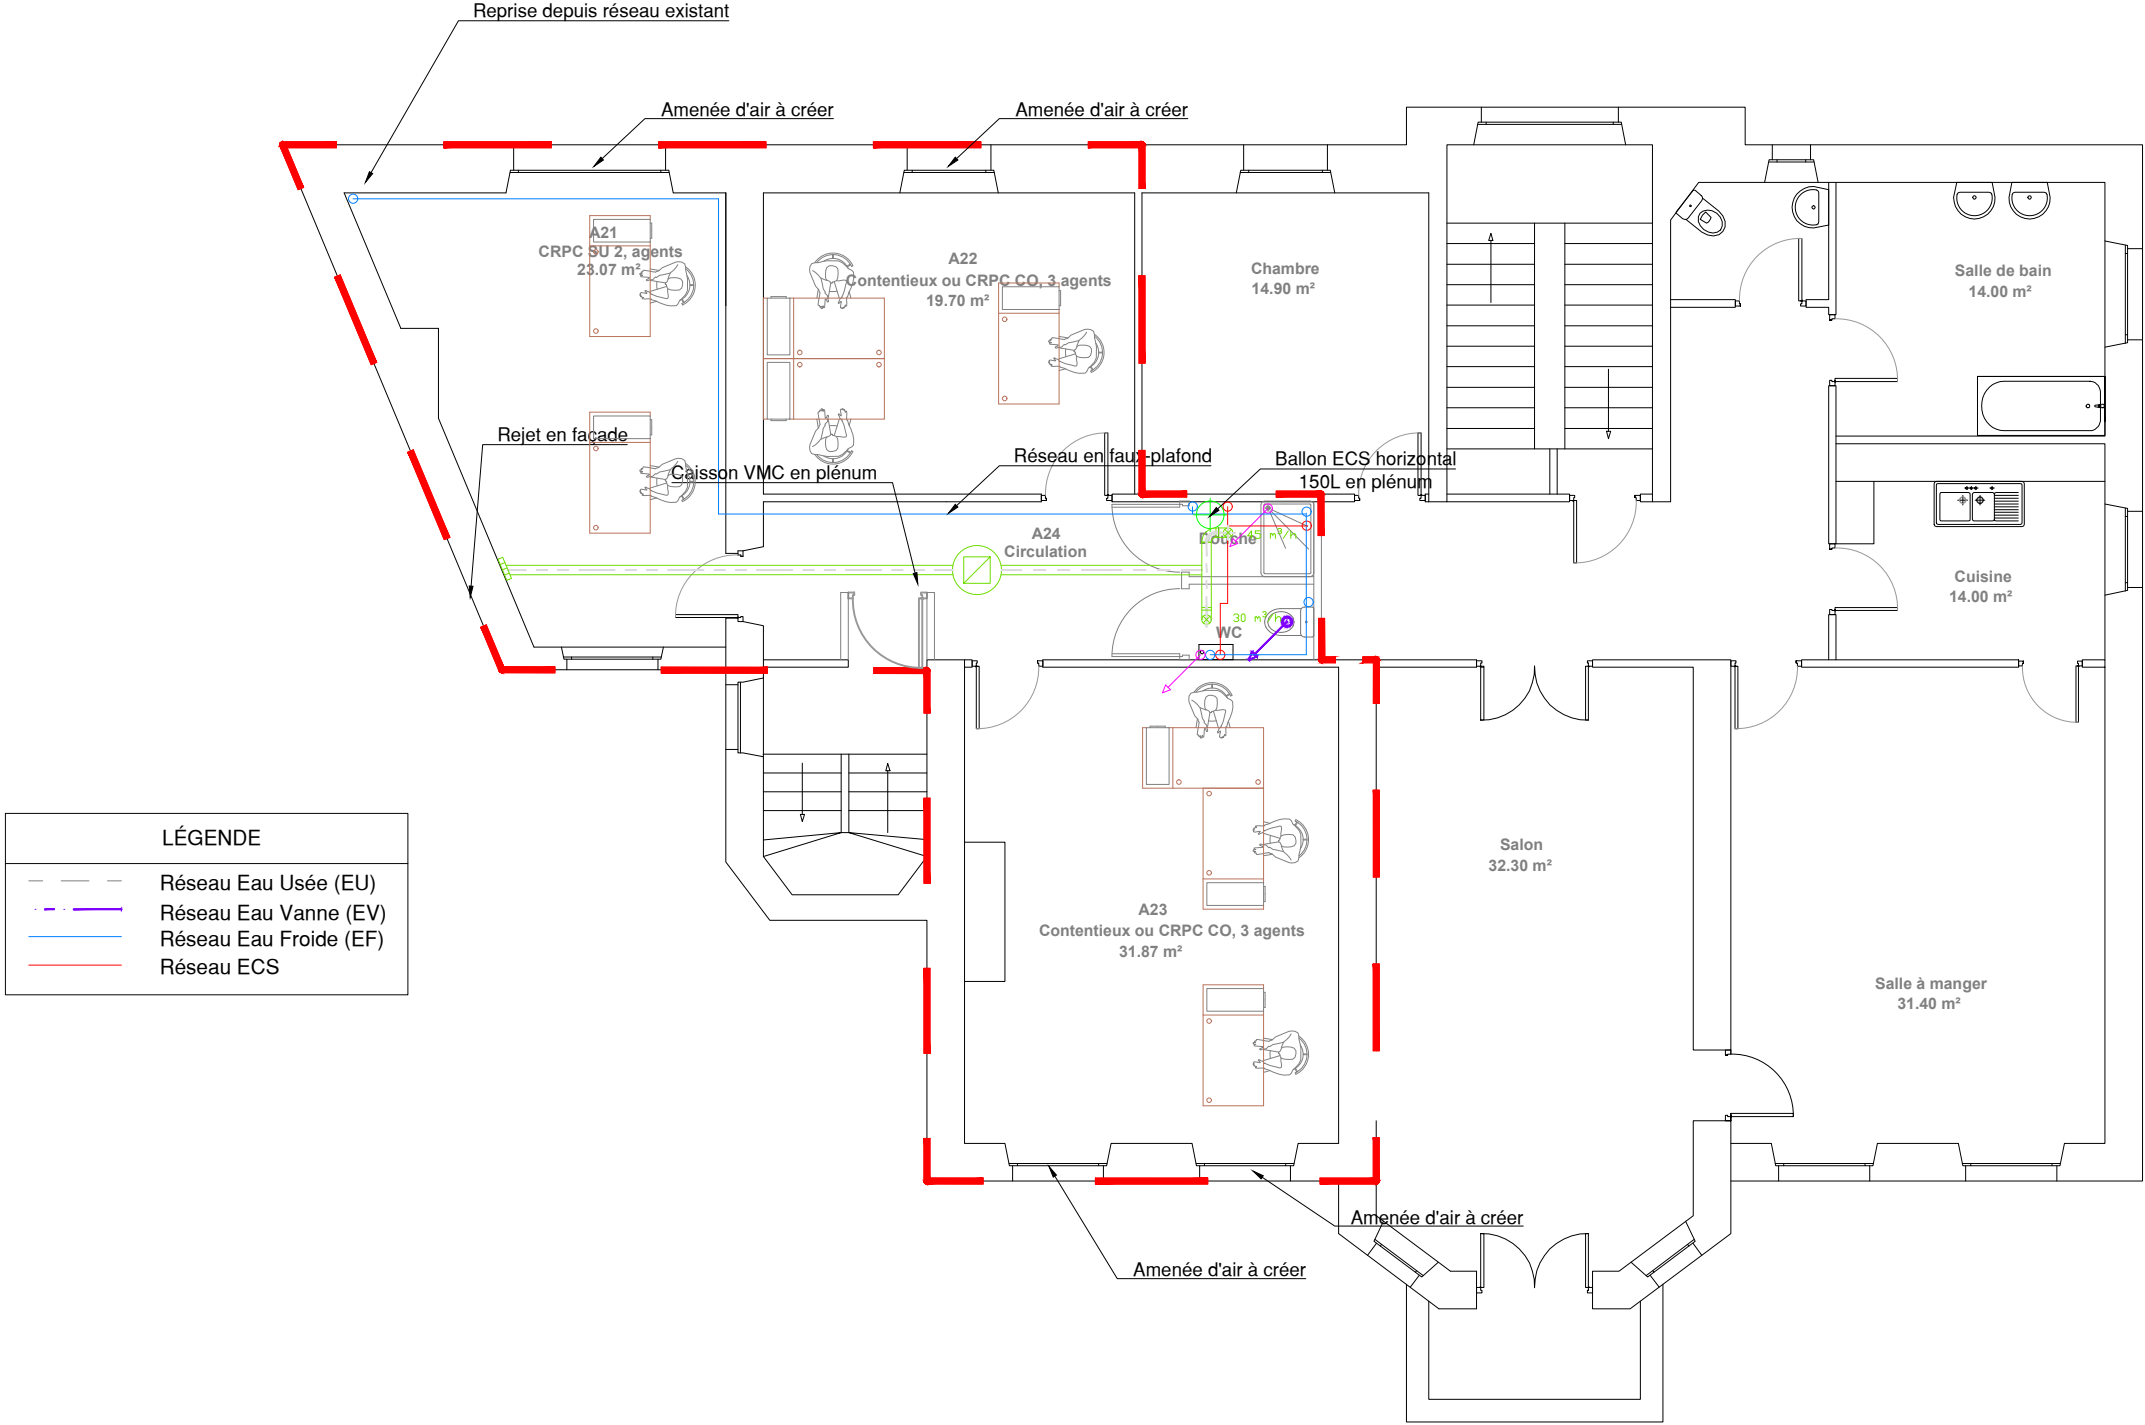 Reprise depuis réseau existant
Amenée d'air à créer
Amenée d'air à créer
A21
CRPC SU 2, agents
23.07 m²
A22
Contentieux ou CRPC CO, 3 agents
19.70 m²
Chambre
14.90 m²
Salle de bain
14.00 m²
Rejet en façade
Caisson VMC en plénum
Réseau en faux-plafond
Ballon ECS horizontal
150L en plénum
A24
Circulation
45 m³/h
Douche
30 m³/h
WC
Cuisine
14.00 m²
LÉGENDE
Réseau Eau Usée (EU)
Réseau Eau Vanne (EV)
Réseau Eau Froide (EF)
Réseau ECS
A23
Contentieux ou CRPC CO, 3 agents
31.87 m²
Salon
32.30 m²
Salle à manger
31.40 m²
Amenée d'air à créer
Amenée d'air à créer